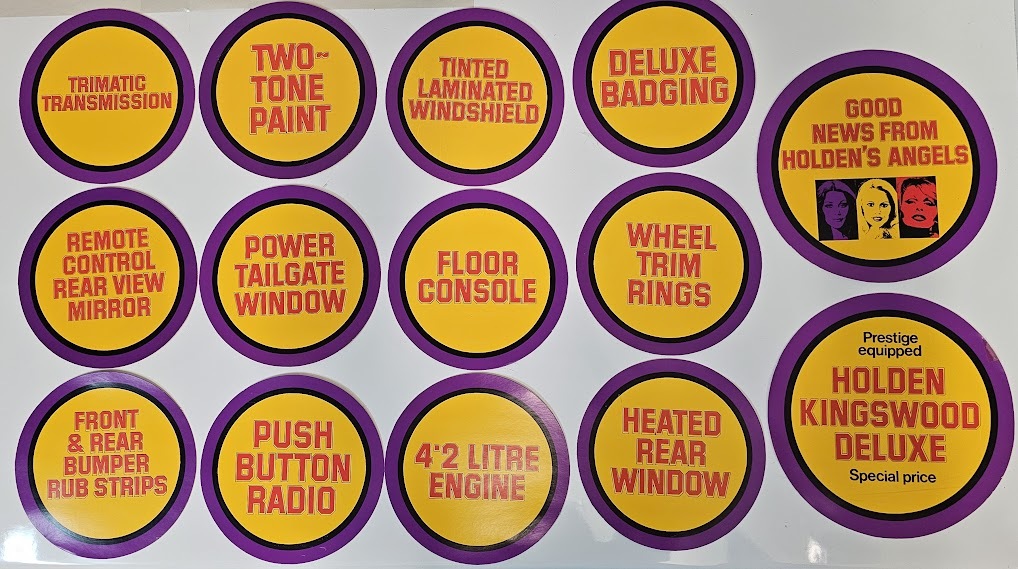 TRIMATIC
TRANSMISSION
TWO-
TONE
PAINT
TINTED
LAMINATED
WINDSHIELD
DELUXE
BADGING
GOOD
NEWS FROM
HOLDEN'S ANGELS
REMOTE
CONTROL
REAR VIEW
MIRROR
POWER
TAILGATE
WINDOW
FLOOR
CONSOLE
WHEEL
TRIM
RINGS
Prestige
equipped
HOLDEN
KINGSWOOD
DELUXE
Special price
FRONT
& REAR
BUMPER
RUB STRIPS
PUSH
BUTTON
RADIO
4·2 LITRE
ENGINE
HEATED
REAR
WINDOW